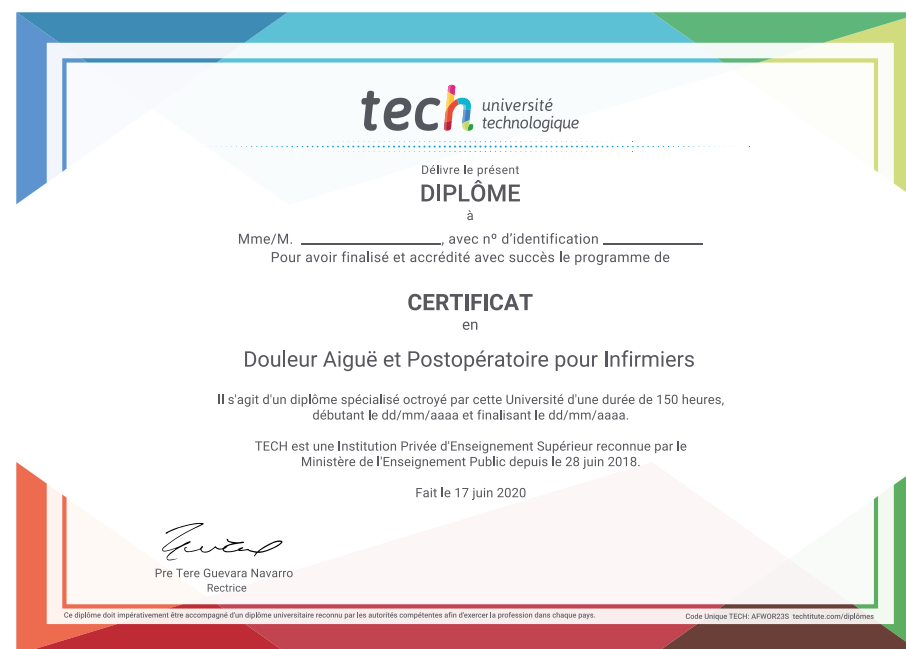 tech université
technologique
Délivre le présent
DIPLÔME
à
Mme/M. ____________________, avec nº d'identification ______________
Pour avoir finalisé et accrédité avec succès le programme de
CERTIFICAT
en
Douleur Aiguë et Postopératoire pour Infirmiers
Il s'agit d'un diplôme spécialisé octroyé par cette Université d'une durée de 150 heures,
débutant le dd/mm/aaaa et finalisant le dd/mm/aaaa.
TECH est une Institution Privée d'Enseignement Supérieur reconnue par le
Ministère de l'Enseignement Public depuis le 28 juin 2018.
Fait le 17 juin 2020
Pre Tere Guevara Navarro
Rectrice
Ce diplôme doit impérativement être accompagné d'un diplôme universitaire reconnu par les autorités compétentes afin d'exercer la profession dans chaque pays.
Code Unique TECH: AFWOR23S techtitute.com/diplômes